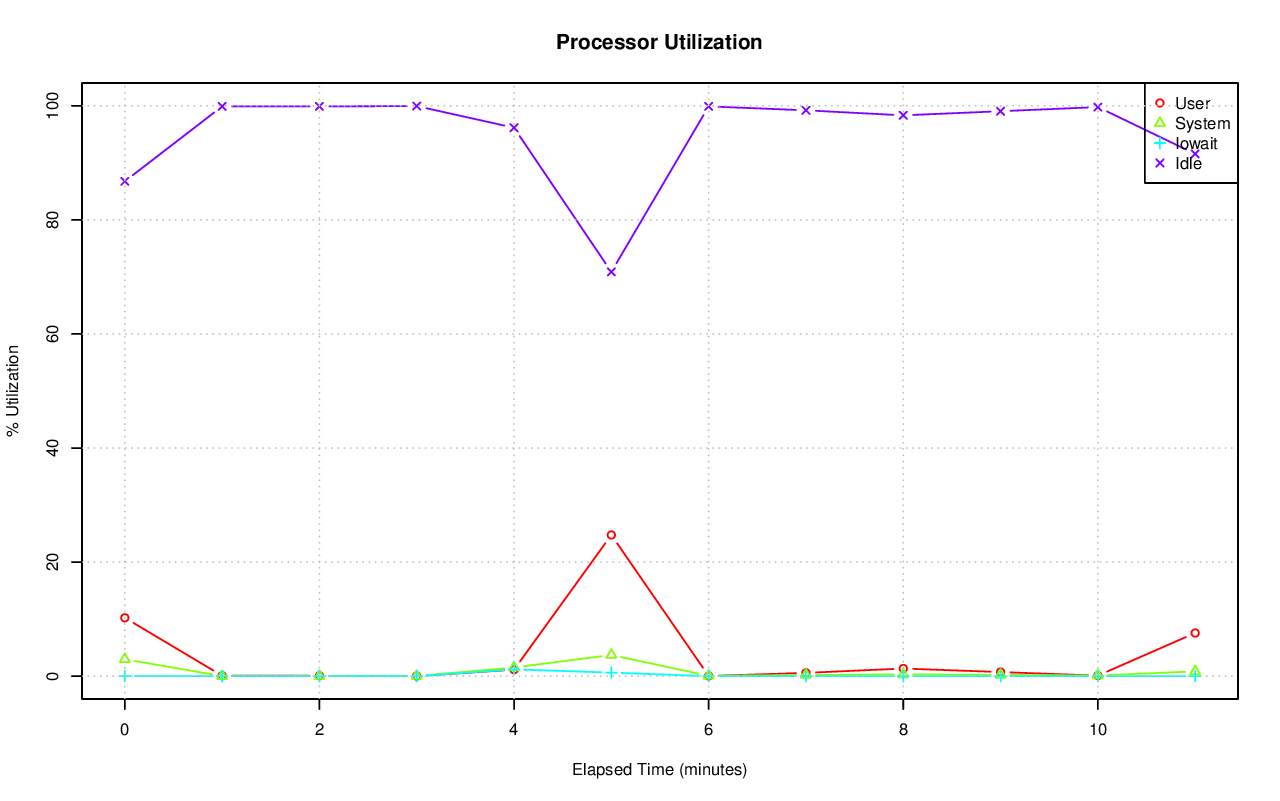 Processor Utilization
100
80
60
40
20
0
% Utilization
User
System
Iowait
Idle
0 2 4 6 8 10
Elapsed Time (minutes)